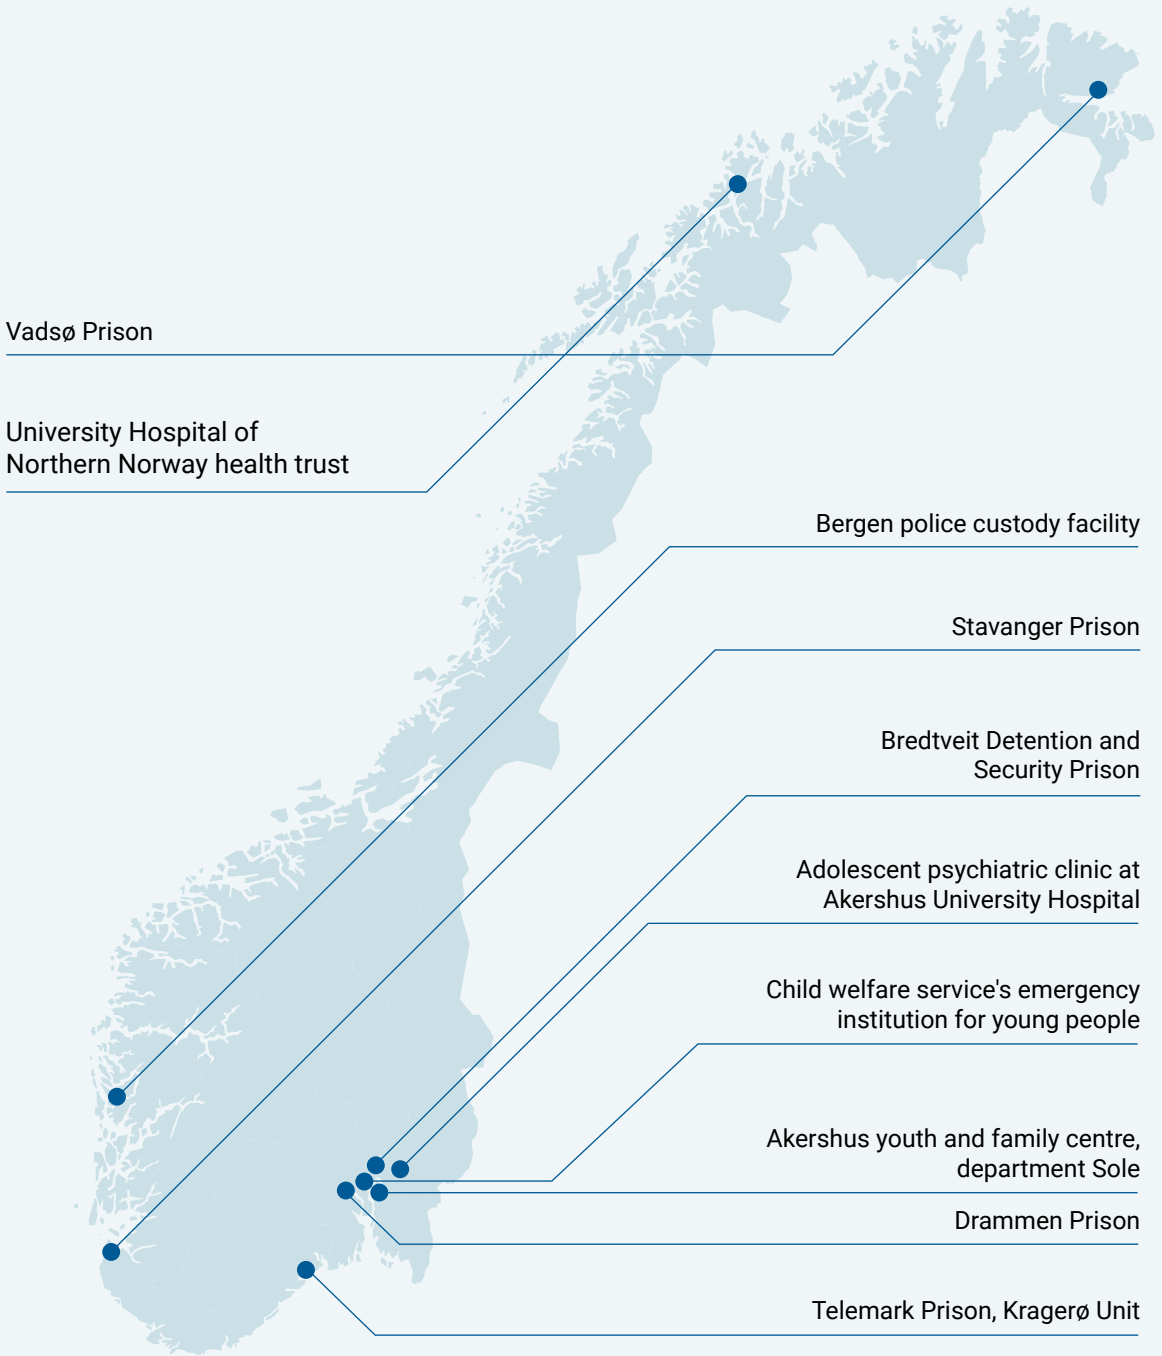 Vadsø Prison
University Hospital of
Northern Norway health trust
Bergen police custody facility
Stavanger Prison
Bredtveit Detention and
Security Prison
Adolescent psychiatric clinic at
Akershus University Hospital
Child welfare service's emergency
institution for young people
Akershus youth and family centre,
department Sole
Drammen Prison
Telemark Prison, Kragerø Unit